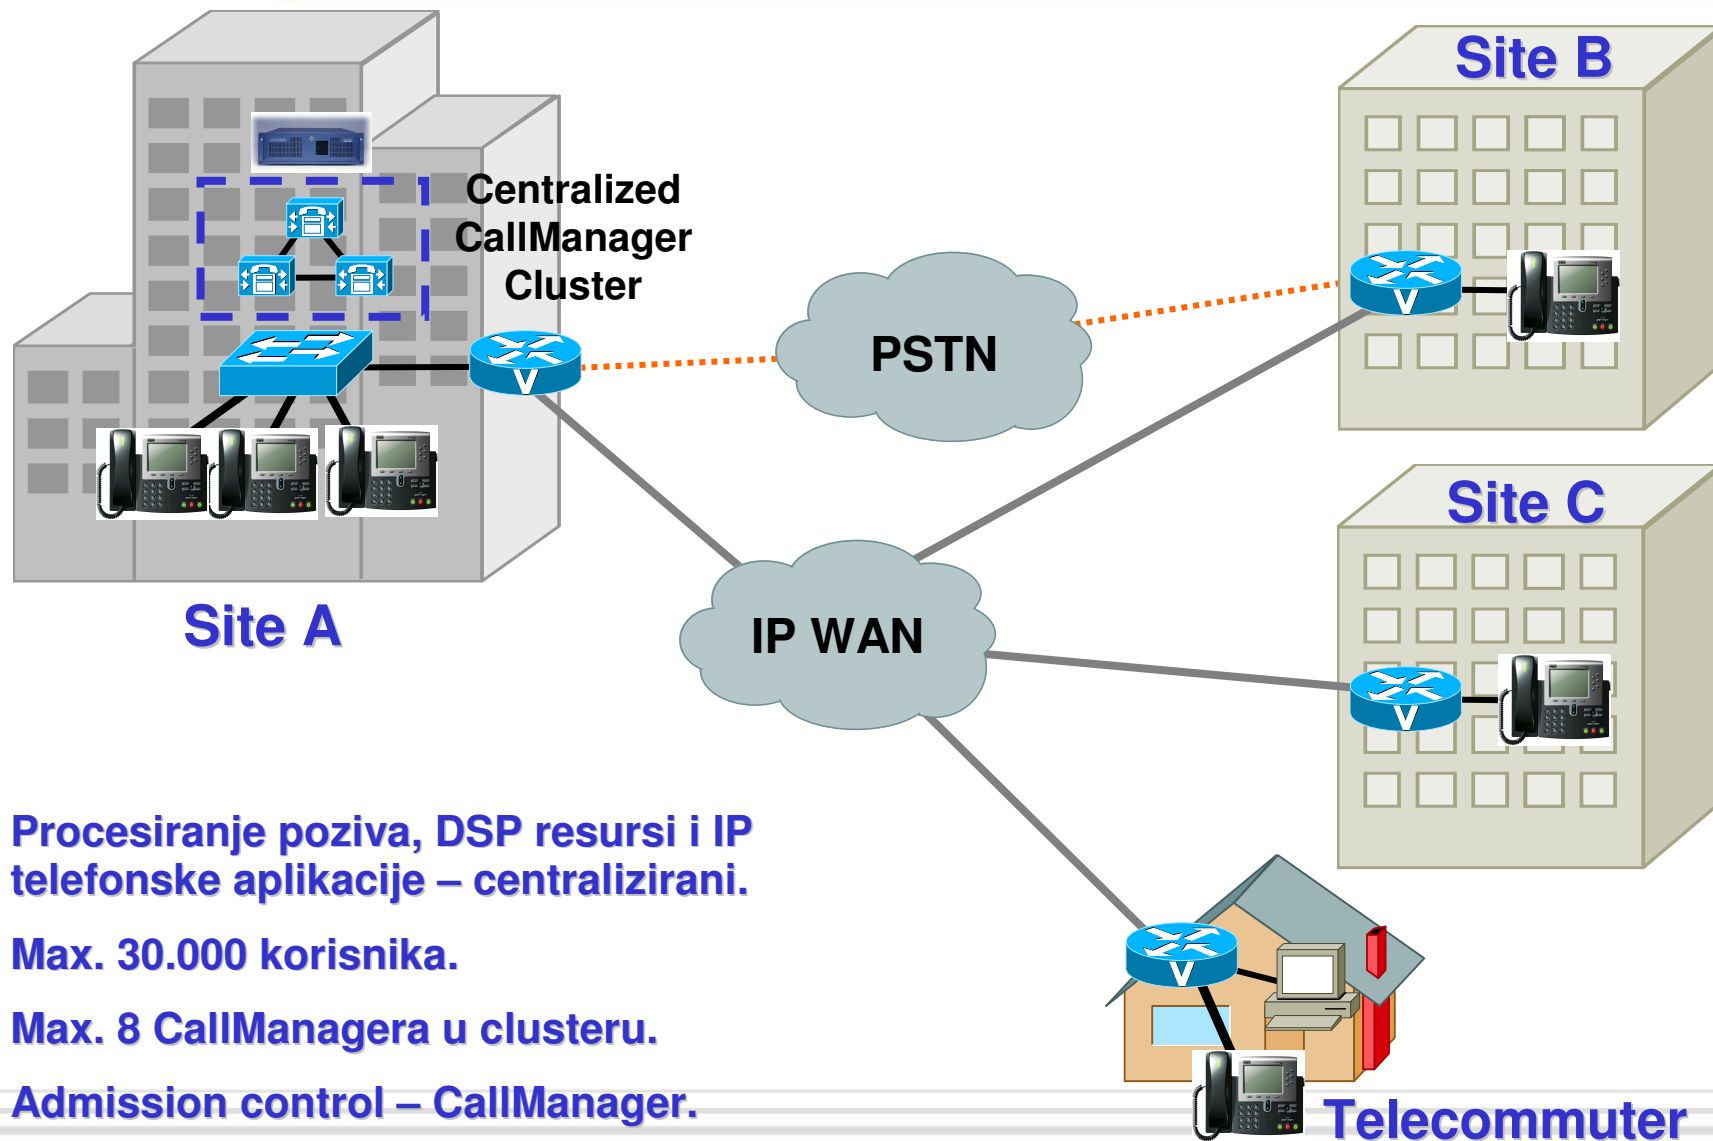 Site B
Centralized
CallManager
Cluster
PSTN
V
V
Site C
Site A
IP WAN
V
Procesiranje poziva, DSP resursi i IP
telefonske aplikacije – centralizirani.
Max. 30.000 korisnika.
V
Max. 8 CallManagera u clusteru.
Admission control – CallManager.
Telecommuter